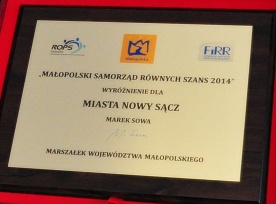 ROPS
FIRR
„MAŁOPOLSKI SAMORZĄD RÓWNYCH SZANS 2014"
WYRÓŻNIENIE DLA
MIASTA NOWY SĄCZ
MAREK SOWA
MARSZAŁEK WOJEWÓDZTWA MAŁOPOLSKIEGO